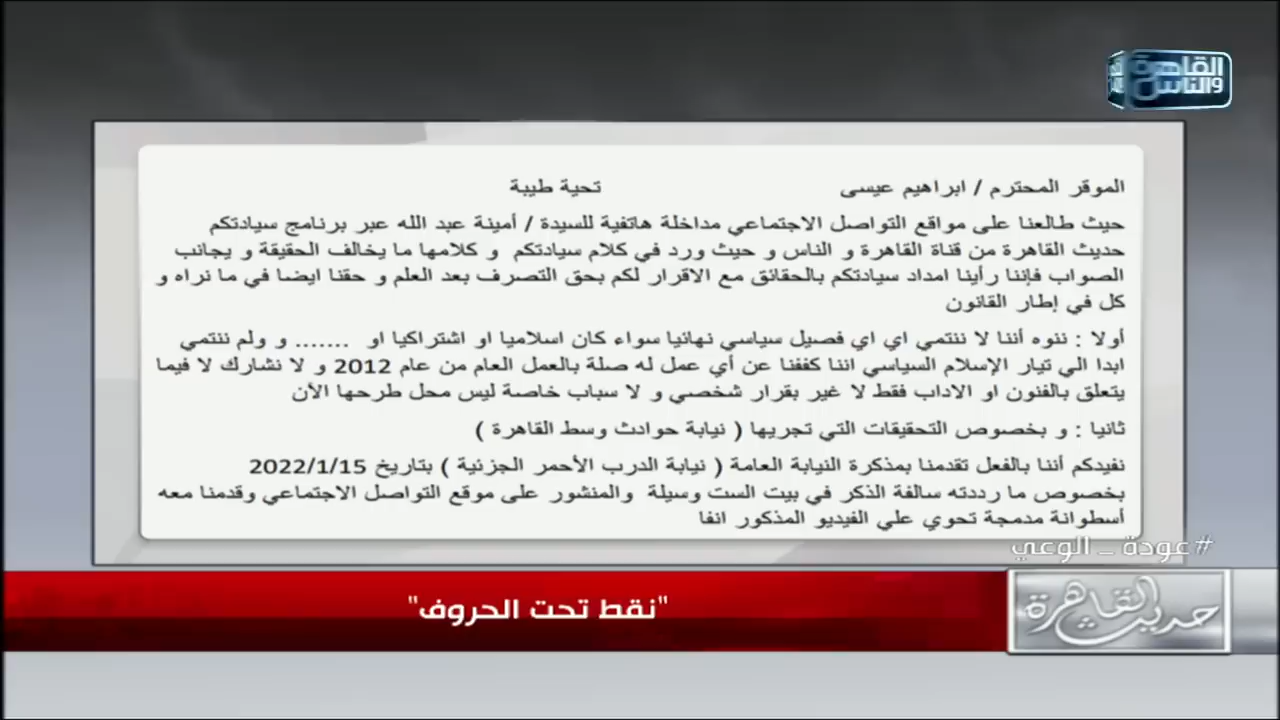 القاهرة
والناس
الموقر المحترم / ابراهيم عيسى تحية طيبة
حيث طالعنا على مواقع التواصل الاجتماعي مداخلة هاتفية للسيدة / أمينة عبد الله عبر برنامج سيادتكم
حديث القاهرة من قناة القاهرة و الناس و حيث ورد في كلام سيادتكم و كلامها ما يخالف الحقيقة و يجانب
الصواب فإننا رأينا امداد سيادتكم بالحقائق مع الاقرار لكم بحق التصرف بعد العلم و حقنا ايضا في ما نراه و
كل في إطار القانون
أولا : ننوه أننا لا ننتمي اي اي فصيل سياسي نهائيا سواء كان اسلاميا او اشتراكيا او ....... و ولم ننتمي
ابدا الي تيار الإسلام السياسي اننا كففنا عن أي عمل له صلة بالعمل العام من عام 2012 و لا نشارك لا فيما
يتعلق بالفنون او الاداب فقط لا غير بقرار شخصي و لا سباب خاصة ليس محل طرحها الأن
ثانيا : و بخصوص التحقيقات التي تجريها ( نيابة حوادث وسط القاهرة )
نفيدكم أننا بالفعل تقدمنا بمذكرة النيابة العامة ( نيابة الدرب الأحمر الجزئية ) بتاريخ 2022/1/15
بخصوص ما رددته سالفة الذكر في بيت الست وسيلة والمنشور على موقع التواصل الاجتماعي وقدمنا معه
أسطوانة مدمجة تحوي علي الفيديو المذكور انفا
#عودة_الوعي
حديث القاهرة
"نقط تحت الحروف"